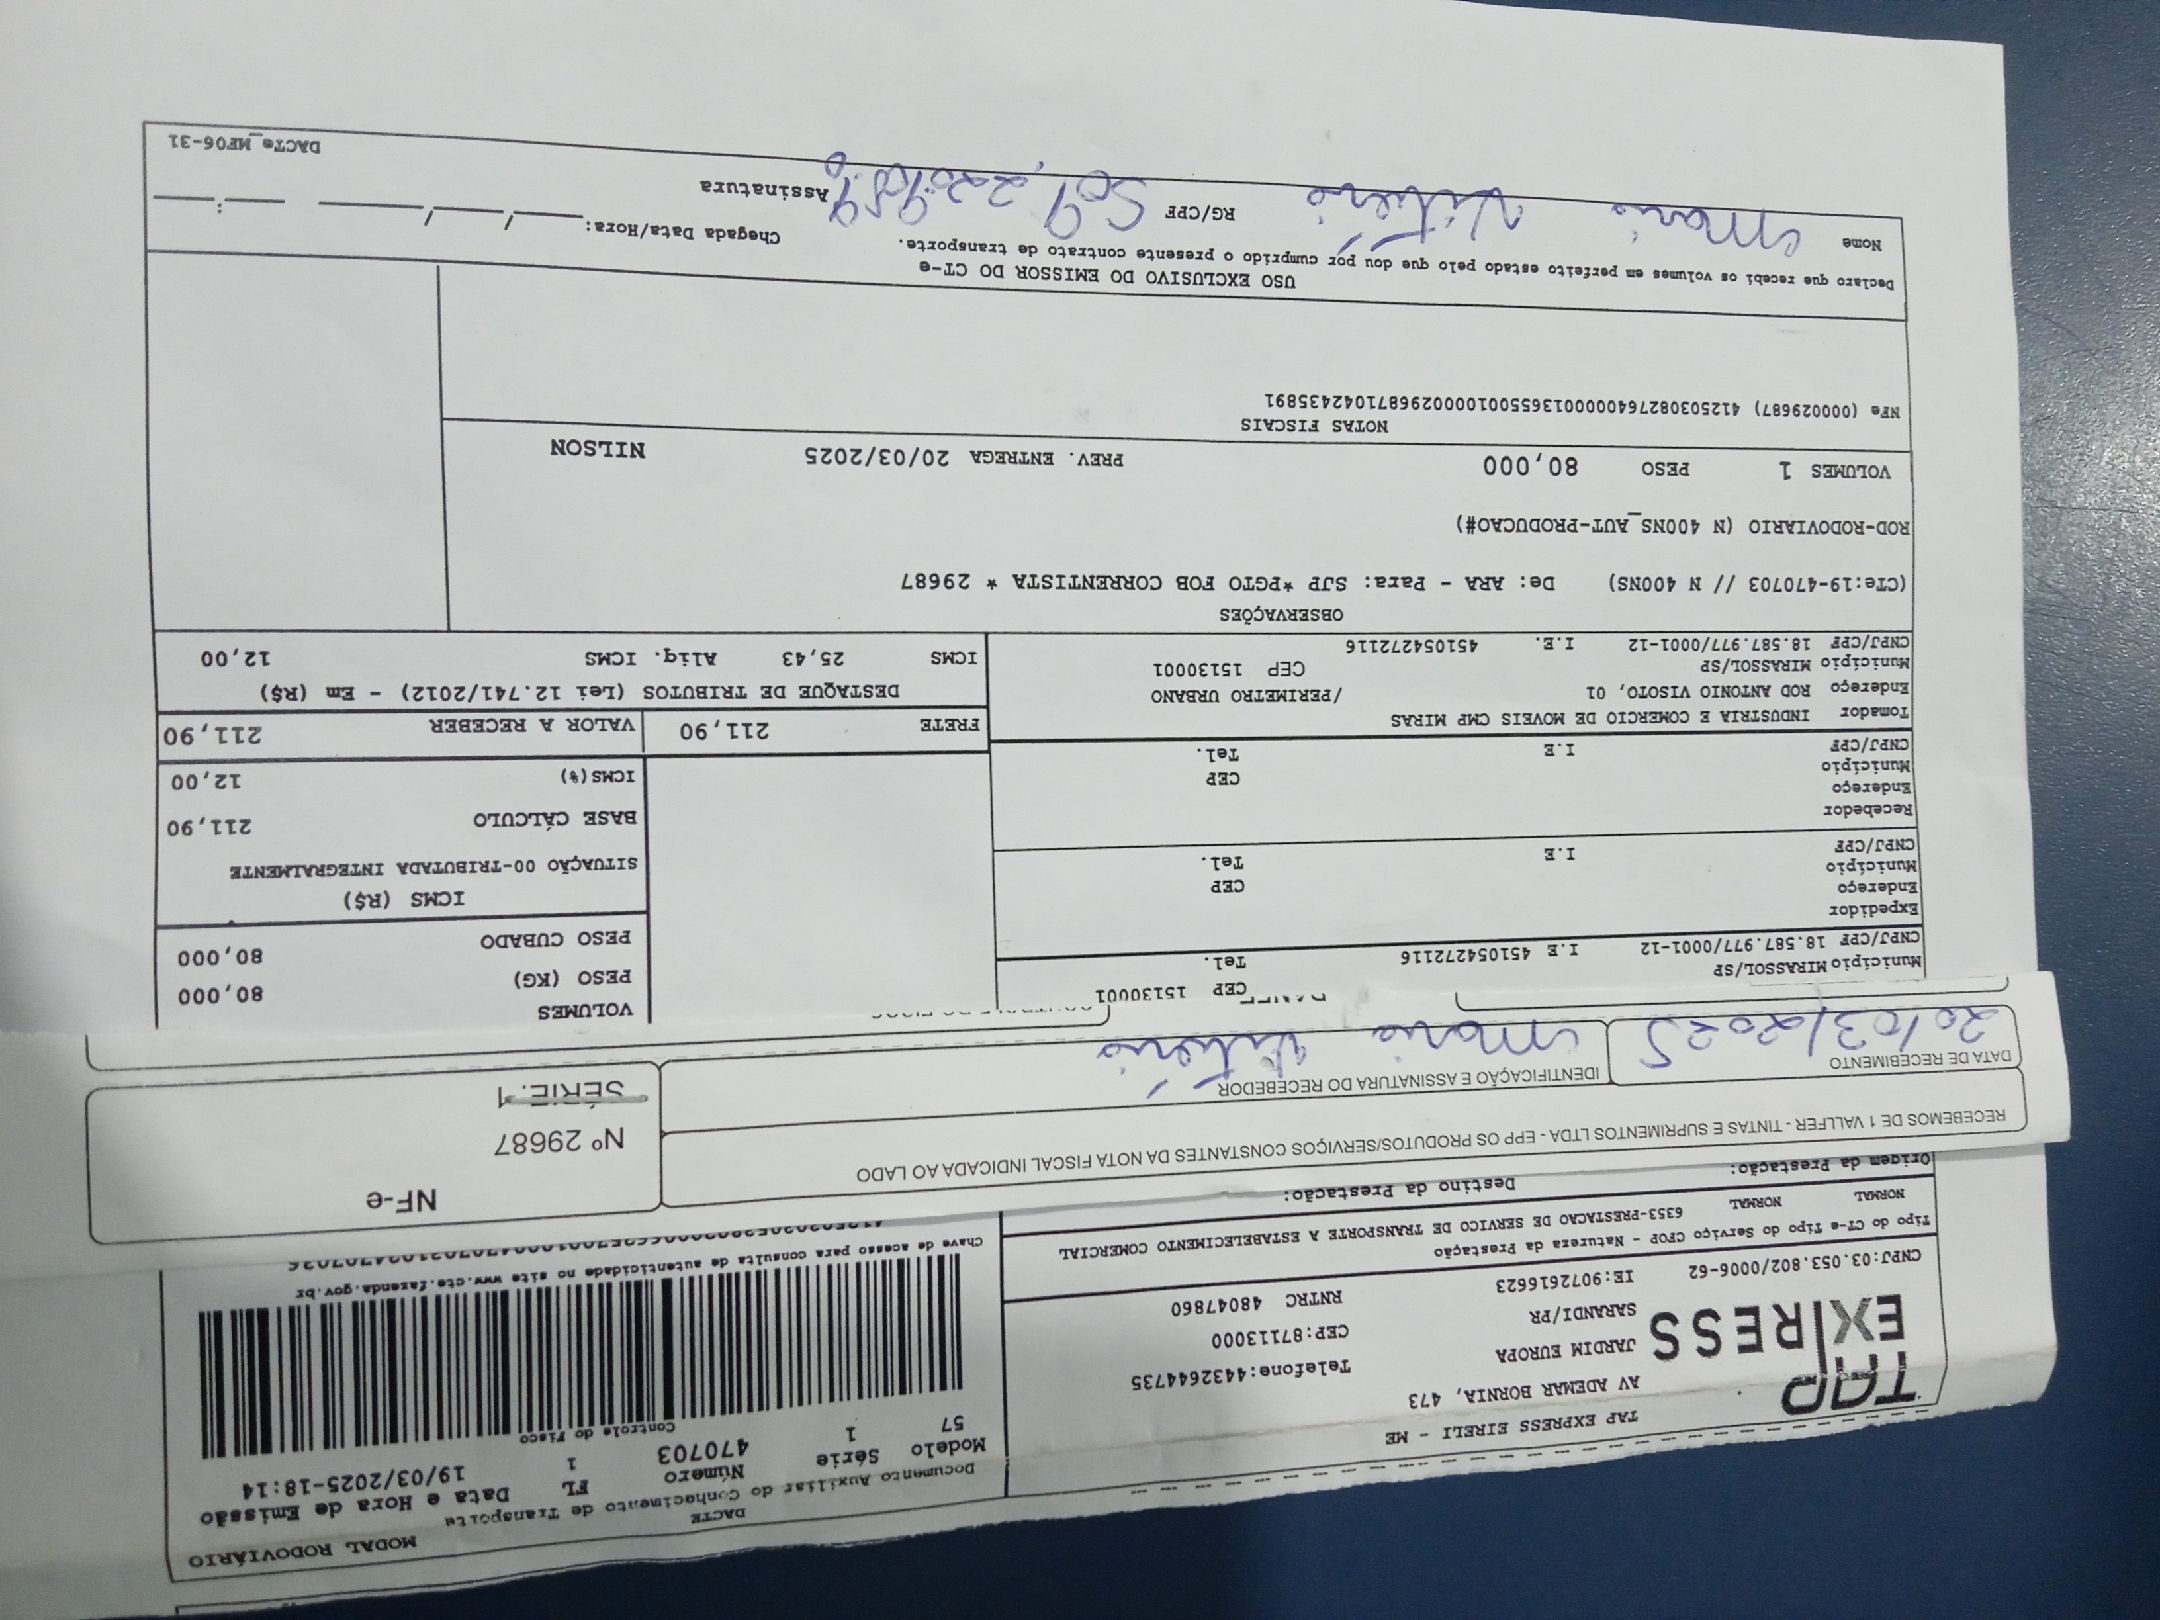 MODAL RODOVIÁRIO
DACTE
Documento Auxiliar do Conhecimento de Transporte
Modelo Série Número FL Data e Hora de Emissão
57 1 470703 1 19/03/2025-18:14
Controle do Fisco
Chave de acesso para consulta de autenticidade no site www.cte.fazenda.gov.br
TAP
EXPRESS
TAP EXPRESS EIRELI - ME
AV ADEMAR BORNIA, 473
JARDIM EUROPA
SARANDI/PR
Telefone:4432644735
CEP:87113000
RNTRC 48047860
CNPJ:03.053.802/0006-62 IE:9072616623
Tipo do CT-e Tipo do Serviço CFOP - Natureza da Prestação
NORMAL NORMAL 6353-PRESTACAO DE SERVICO DE TRANSPORTE A ESTABELECIMENTO COMERCIAL
Origem da Prestação: Destino da Prestação:
RECEBEMOS DE 1 VALLFER - TINTAS E SUPRIMENTOS LTDA - EPP OS PRODUTOS/SERVIÇOS CONSTANTES DA NOTA FISCAL INDICADA AO LADO
NF-e
Nº 29687
SÉRIE: 1
DATA DE RECEBIMENTO
20/03/2025
IDENTIFICAÇÃO E ASSINATURA DO RECEBEDOR
CEP 15130001
Município MIRASSOL/SP Tel.
CNPJ/CPF 18.587.977/0001-12 I.E 451054272116
Expedidor
Endereço
Município CEP
CNPJ/CPF I.E Tel.
Recebedor
Endereço
Município CEP
CNPJ/CPF I.E Tel.
Tomador INDUSTRIA E COMERCIO DE MOVEIS CMP MIRAS
Endereço ROD ANTONIO VISOTO, 01 /PERIMETRO URBANO
Município MIRASSOL/SP CEP 15130001
CNPJ/CPF 18.587.977/0001-12 I.E. 451054272116
VOLUMES
PESO (KG) 80,000
PESO CUBADO 80,000
ICMS (R$)
SITUAÇÃO 00-TRIBUTADA INTEGRALMENTE
BASE CÁLCULO 211,90
ICMS(%) 12,00
FRETE 211,90 VALOR A RECEBER 211,90
DESTAQUE DE TRIBUTOS (Lei 12.741/2012) - Em (R$)
ICMS 25,43 Aliq. ICMS 12,00
OBSERVAÇÕES
(CTe:19-470703 // N 400NS) De: ARA - Para: SJP *PGTO FOB CORRENTISTA * 29687
ROD-RODOVIARIO (N 400NS_AUT-PRODUCAO#)
VOLUMES 1 PESO 80,000 PREV. ENTREGA 20/03/2025 NILSON
NOTAS FISCAIS
NFe (000029687)
USO EXCLUSIVO DO EMISSOR DO CT-e
Declaro que recebi os volumes em perfeito estado pelo que dou por cumprido o presente contrato de transporte.
Chegada Data/Hora: ___/___/___ ___:___
Nome RG/CPF Assinatura
DACTe_MF06-31